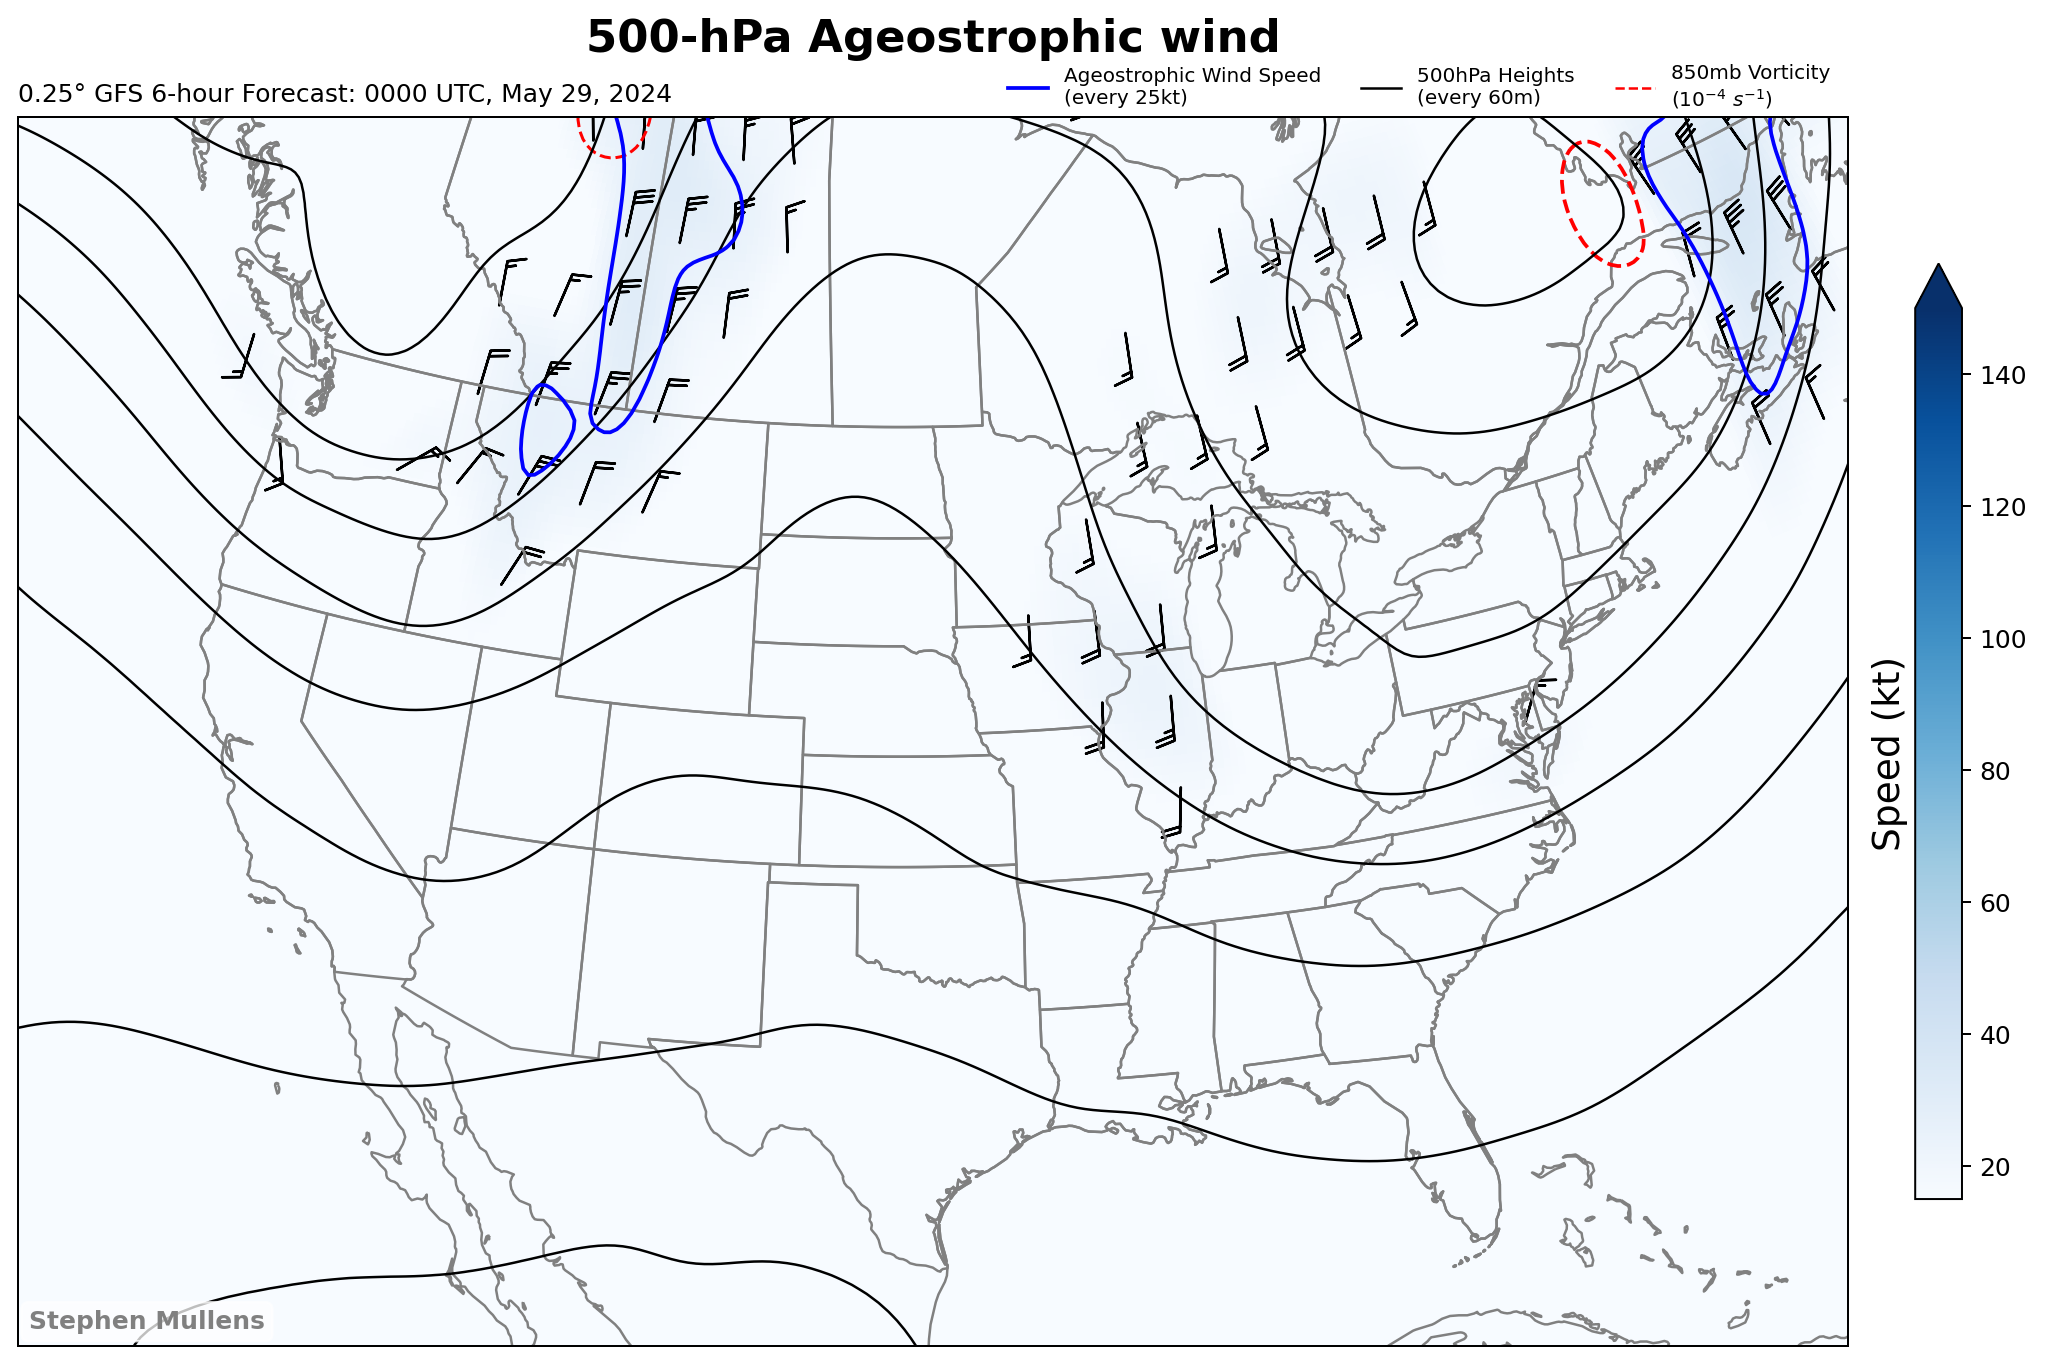 500-hPa Ageostrophic wind
0.25° GFS 6-hour Forecast: 0000 UTC, May 29, 2024
Ageostrophic Wind Speed
(every 25kt)
500hPa Heights
(every 60m)
850mb Vorticity
(10⁻⁴ s⁻¹)
140
120
100
80
60
40
20
Speed (kt)
Stephen Mullens